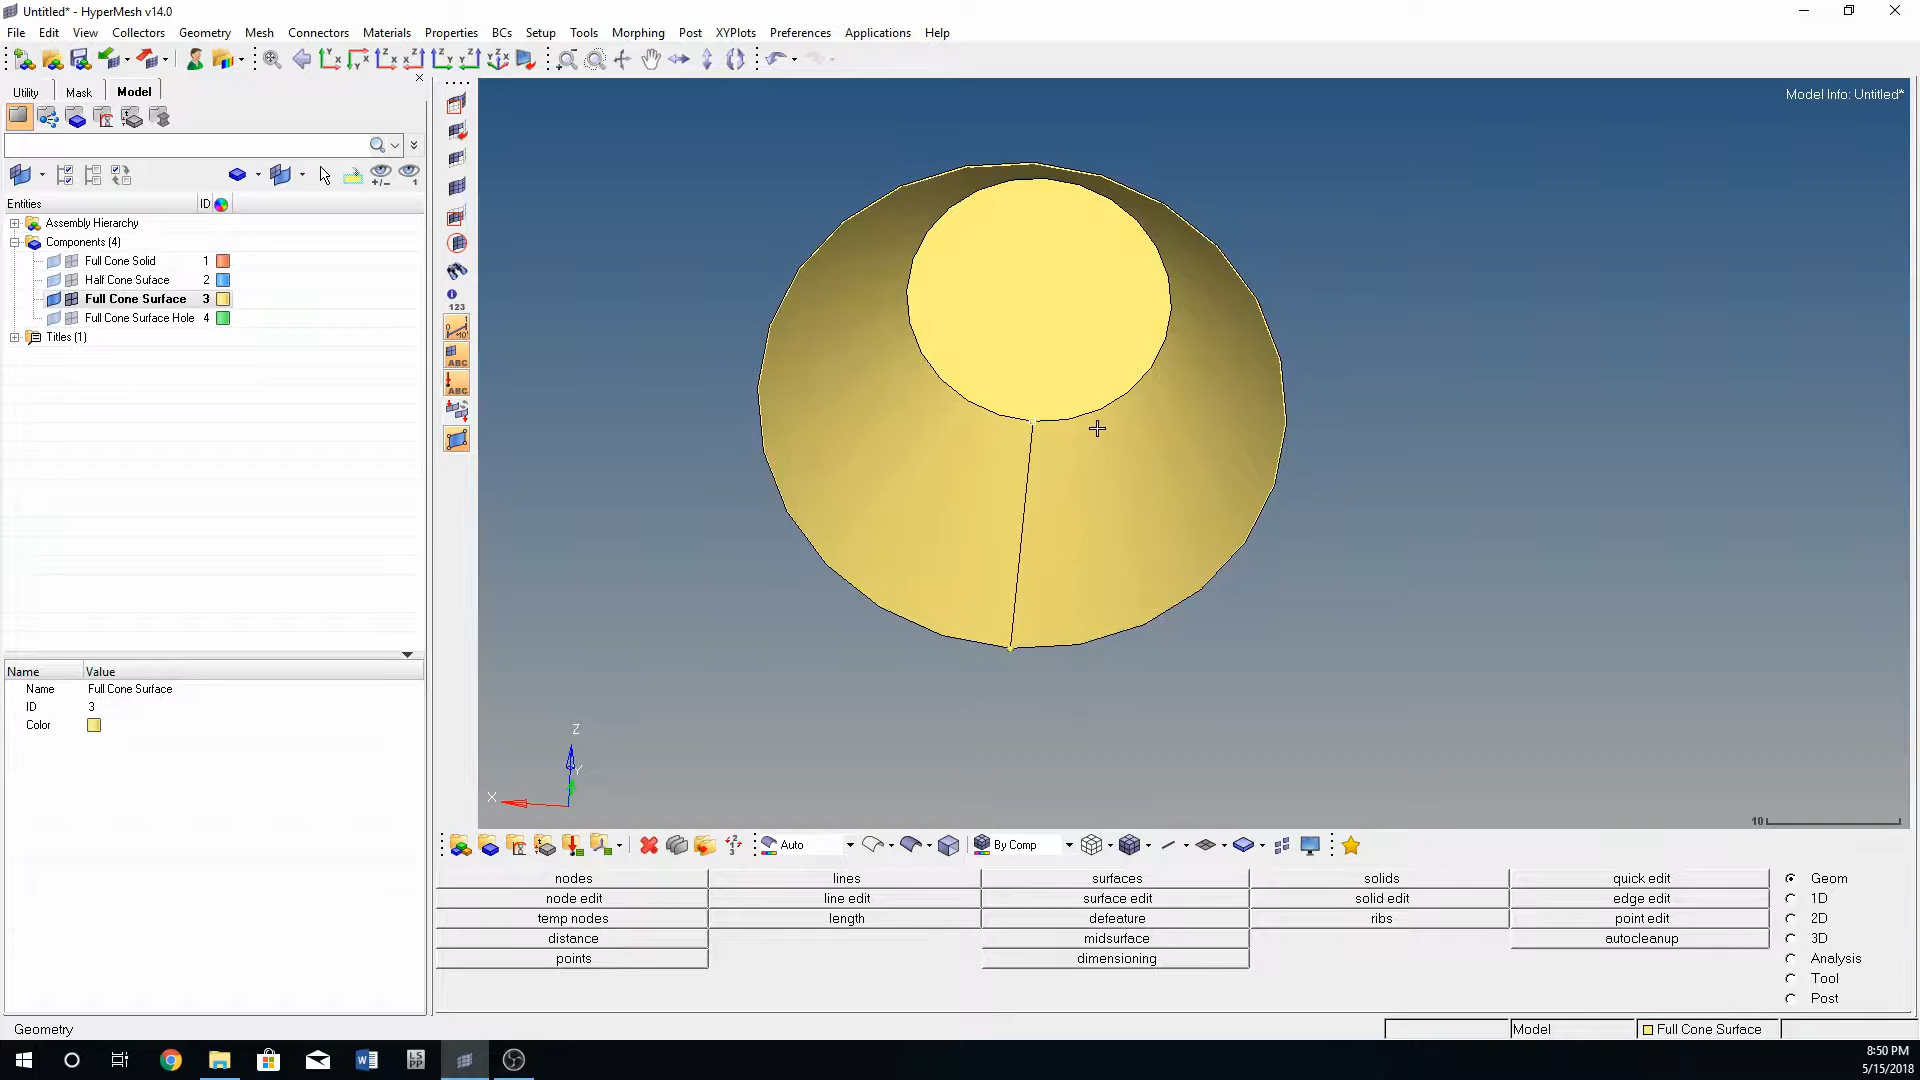 Untitled* - HyperMesh v14.0
File Edit View Collectors Geometry Mesh Connectors Materials Properties BCs Setup Tools Morphing Post XYPlots Preferences Applications Help
Utility Mask Model
Model Info: Untitled*
Entities ID
Assembly Hierarchy
Components (4)
Full Cone Solid 1
Half Cone Suface 2
Full Cone Surface 3
Full Cone Surface Hole 4
Titles (1)
123
ABC
ABC
Name Value
Name Full Cone Surface
ID 3
Color
Z
Y
X
10
Auto By Comp
nodes lines surfaces solids quick edit Geom
node edit line edit surface edit solid edit edge edit 1D
temp nodes length defeature ribs point edit 2D
distance midsurface autocleanup 3D
points dimensioning Analysis
Tool
Post
Geometry Model Full Cone Surface
8:50 PM
5/15/2018